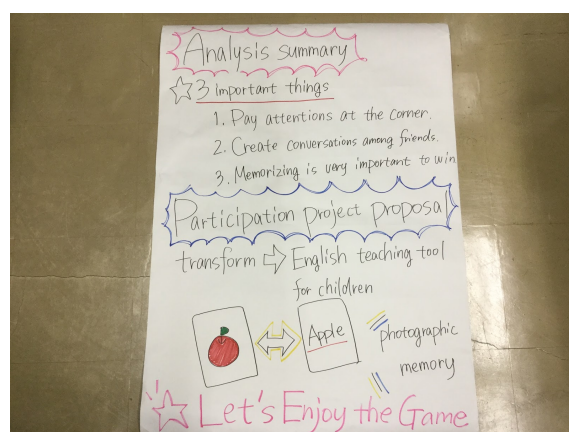 Analysis summary
3 important things
1. Pay attentions at the corner.
2. Create conversations among friends.
3. Memorizing is very important to win
Participation project proposal
transform ⇨ English teaching tool
for children
Apple
photographic
memory
Let's Enjoy the Game